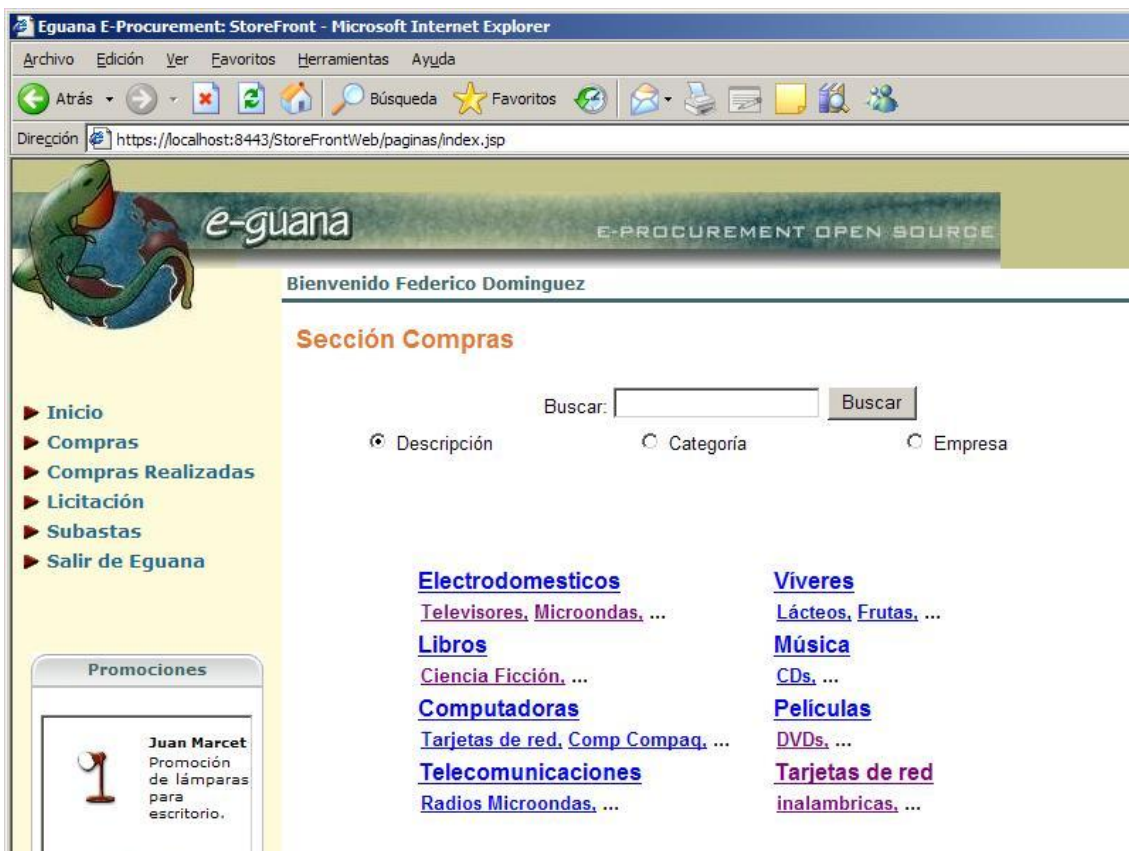 Eguana E-Procurement: StoreFront - Microsoft Internet Explorer
Archivo Edición Ver Favoritos Herramientas Ayuda
Atrás Búsqueda Favoritos
Dirección https://localhost:8443/StoreFrontWeb/paginas/index.jsp
e-guana
E-PROCUREMENT OPEN SOURCE
Bienvenido Federico Dominguez
Sección Compras
Buscar: Buscar
Descripción Categoría Empresa
Inicio
Compras
Compras Realizadas
Licitación
Subastas
Salir de Eguana
Electrodomesticos
Televisores, Microondas, ...
Libros
Ciencia Ficción, ...
Computadoras
Tarjetas de red, Comp Compaq, ...
Telecomunicaciones
Radios Microondas, ...
Víveres
Lácteos, Frutas, ...
Música
CDs, ...
Películas
DVDs, ...
Tarjetas de red
inalambricas, ...
Promociones
Juan Marcet
Promoción
de lámparas
para
escritorio.